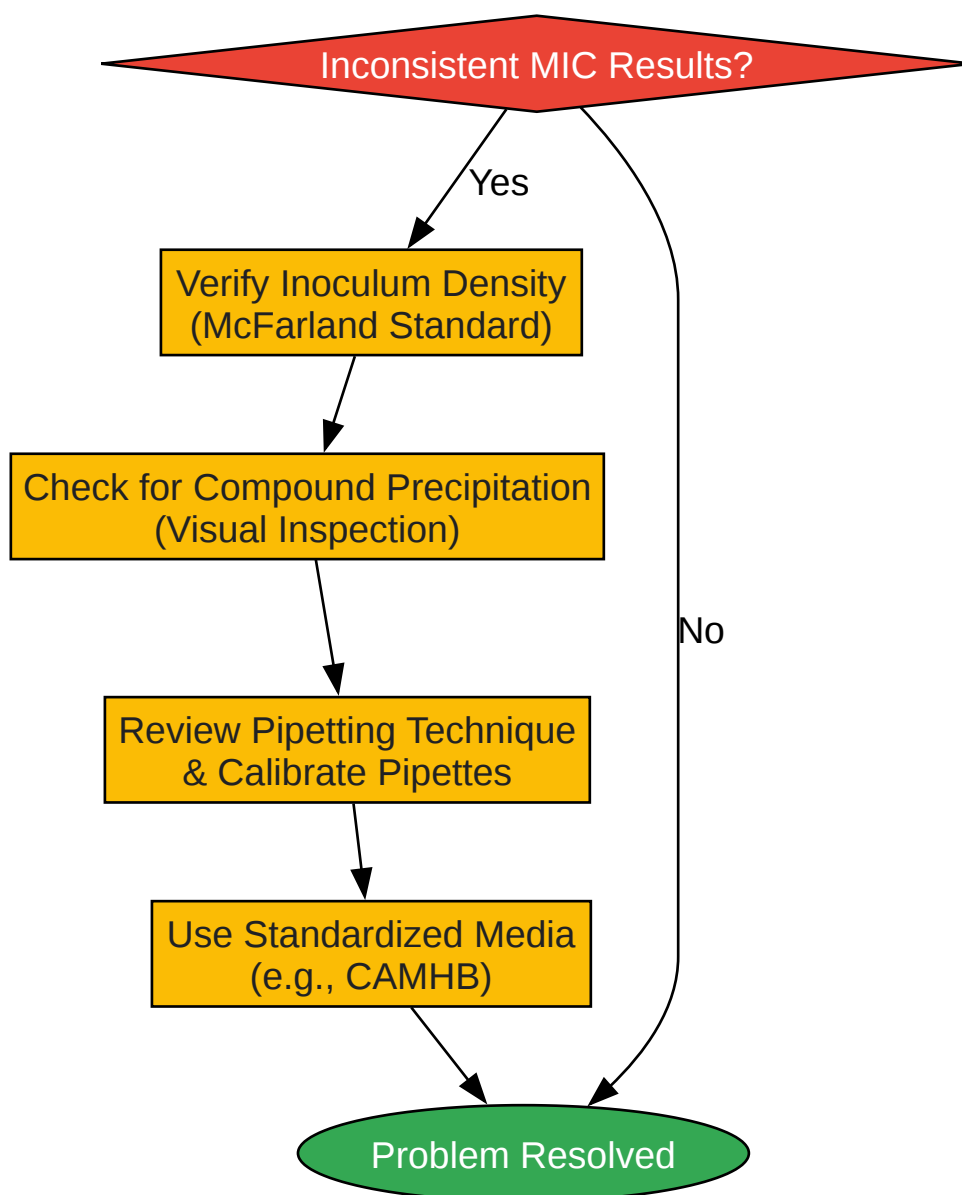 Inconsistent MIC Results?
Yes
Verify Inoculum Density
(McFarland Standard)
Check for Compound Precipitation
(Visual Inspection)
No
Review Pipetting Technique
& Calibrate Pipettes
Use Standardized Media
(e.g., CAMHB)
Problem Resolved